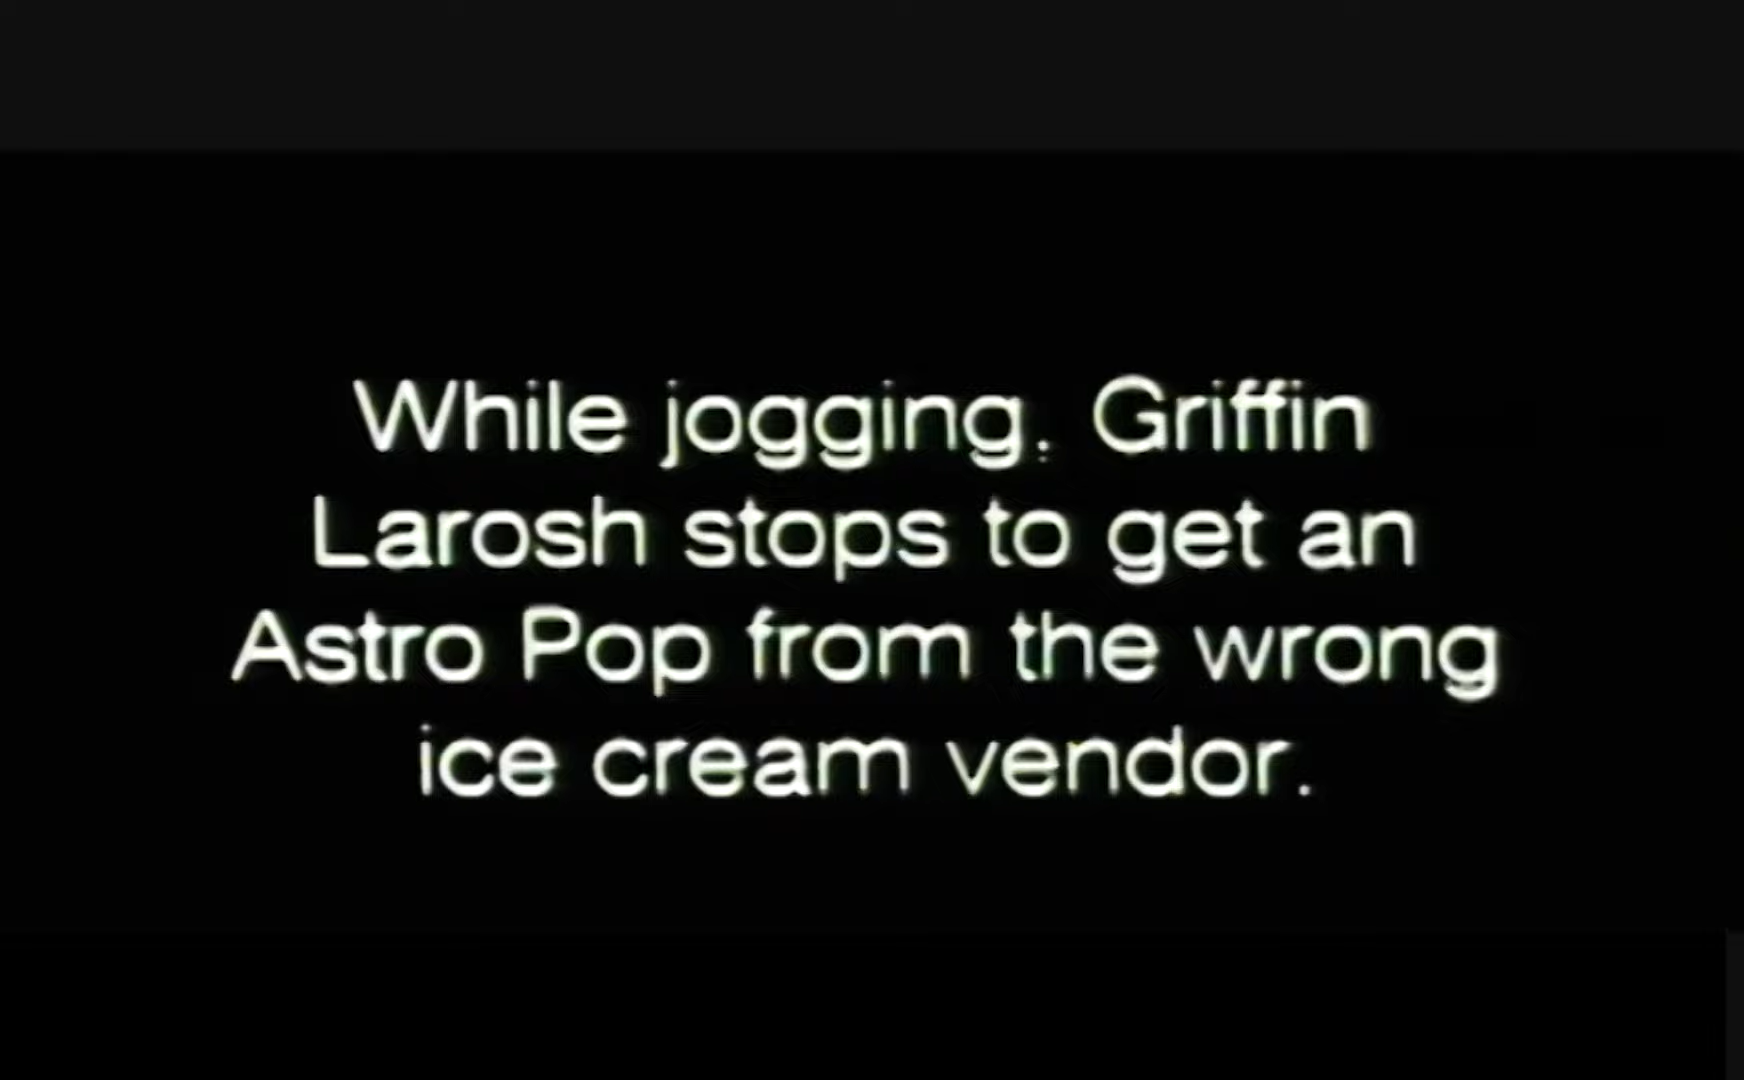 While jogging, Griffin
Larosh stops to get an
Astro Pop from the wrong
ice cream vendor.